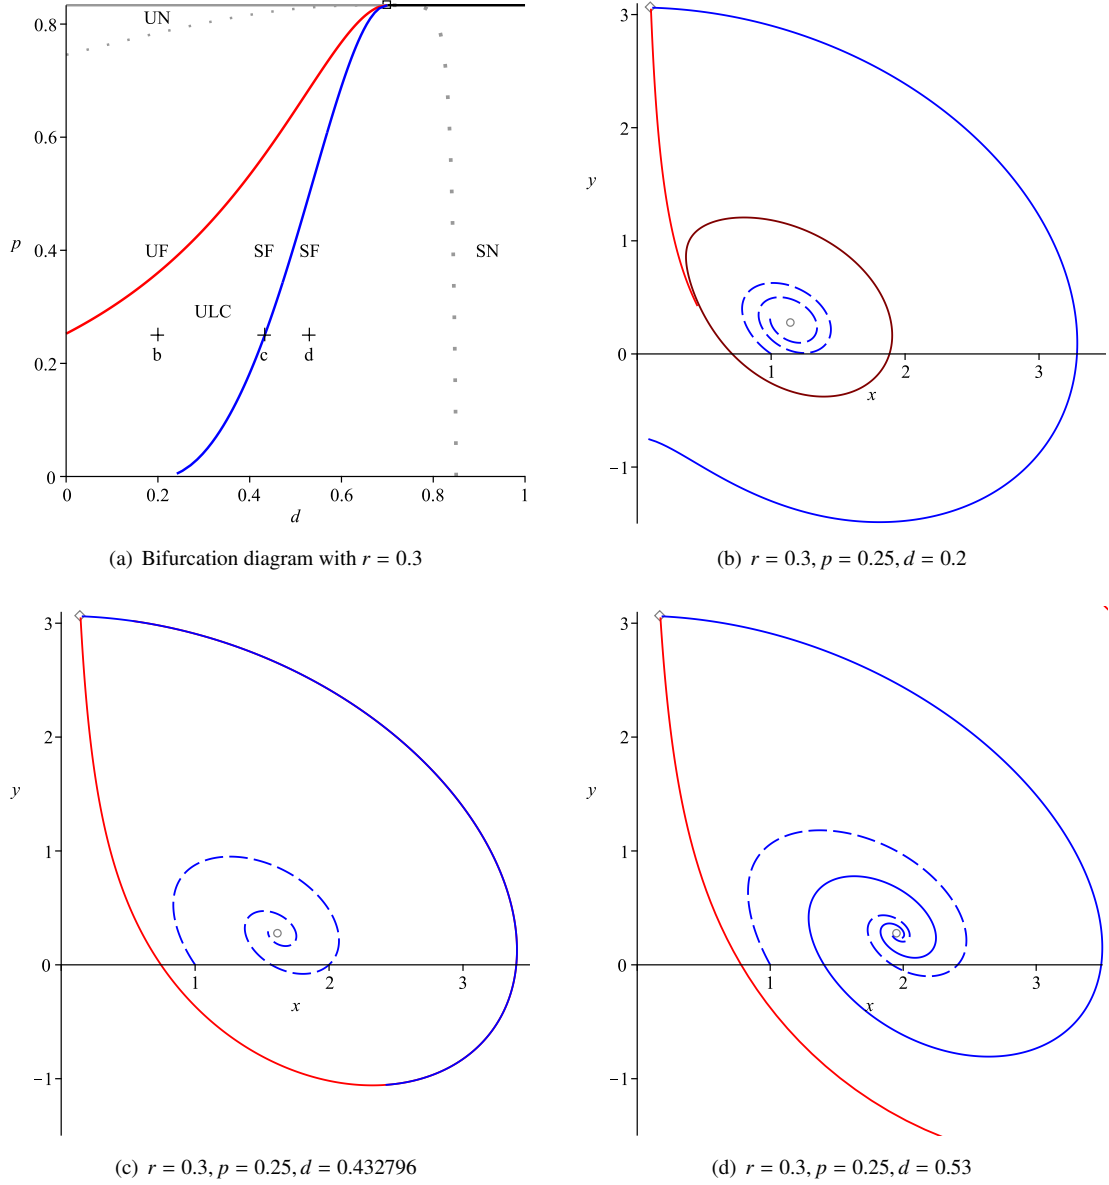 0.8
UN
0.6
p
0.4
UF
SF
SF
SN
ULC
b
c
d
0.2
0
0
0.2
0.4
0.6
0.8
1
d
(a) Bifurcation diagram with r = 0.3
3
2
y
1
0
1
2
3
x
−1
(b) r = 0.3, p = 0.25, d = 0.2
3
2
y
1
0
1
2
3
x
−1
(c) r = 0.3, p = 0.25, d = 0.432796
3
2
y
1
0
1
2
3
x
−1
(d) r = 0.3, p = 0.25, d = 0.53